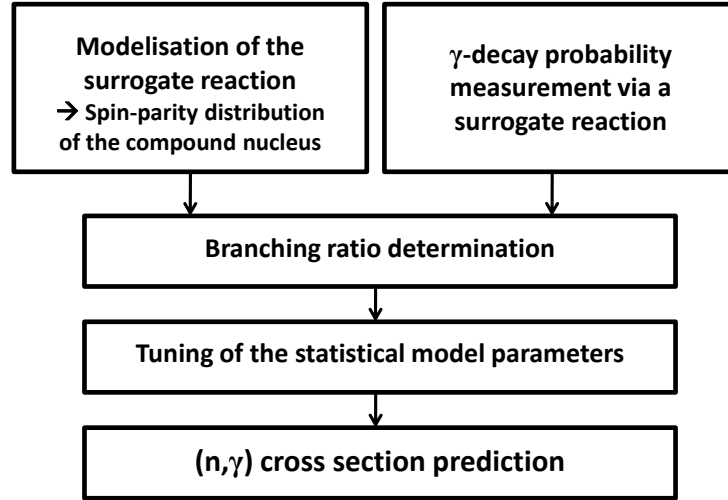 Modelisation of the
surrogate reaction
→ Spin-parity distribution
of the compound nucleus
γ-decay probability
measurement via a
surrogate reaction
Branching ratio determination
Tuning of the statistical model parameters
(n,γ) cross section prediction